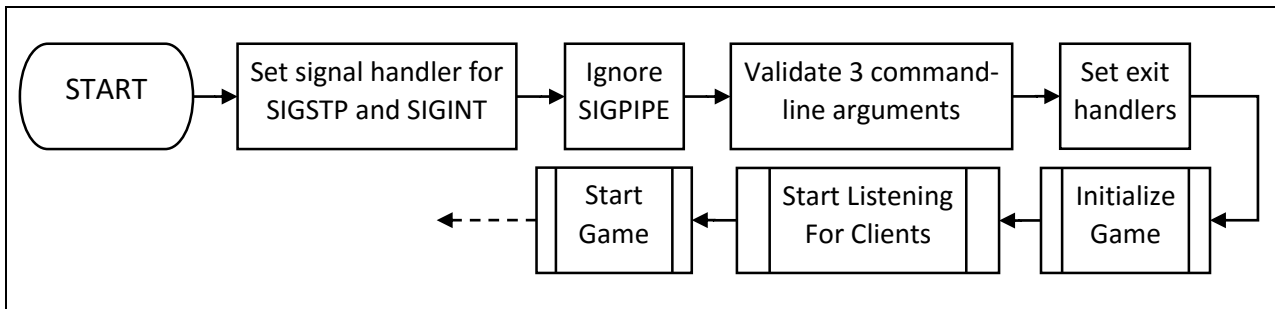 START
Set signal handler for
SIGSTP and SIGINT
Ignore
SIGPIPE
Validate 3 command-
line arguments
Set exit
handlers
Initialize
Game
Start Listening
For Clients
Start
Game